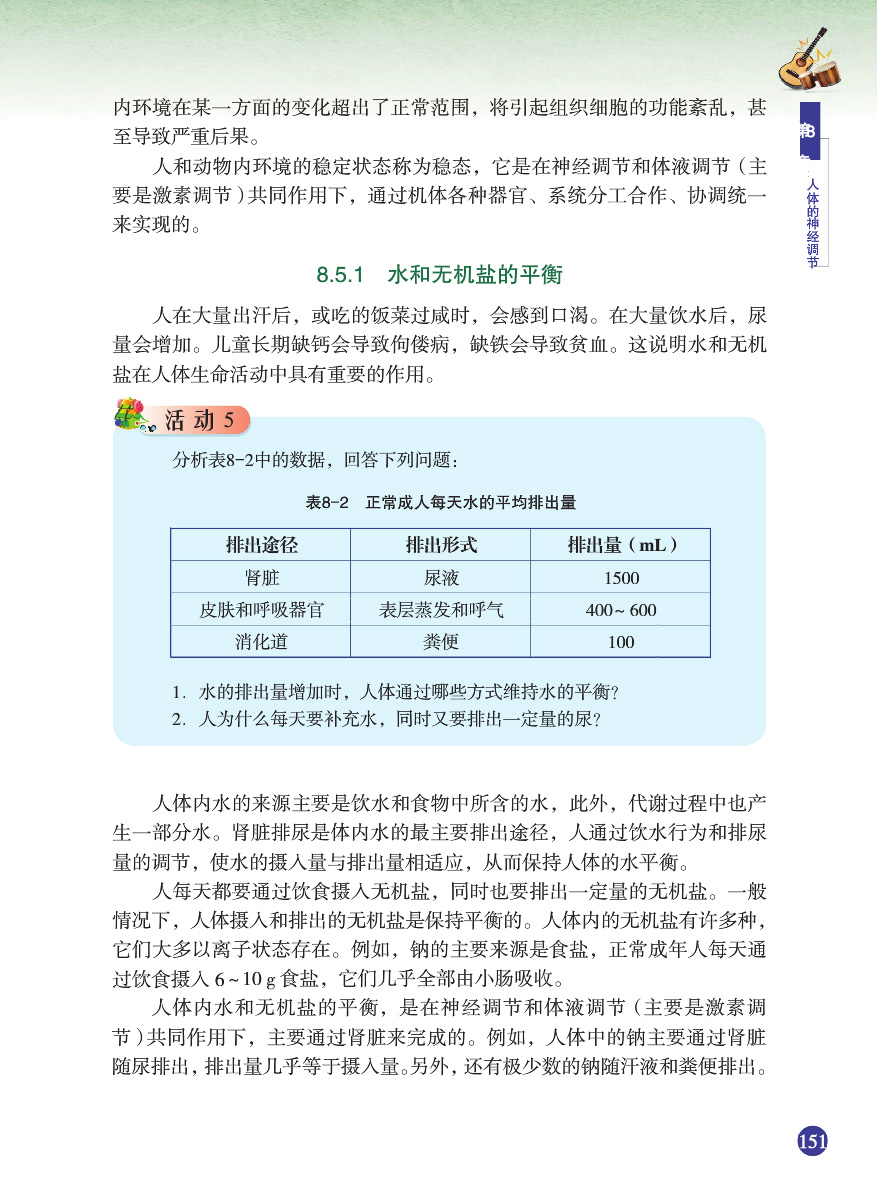 内环境在某一方面的变化超出了正常范围，将引起组织细胞的功能紊乱，甚
至导致严重后果。
人和动物内环境的稳定状态称为稳态，它是在神经调节和体液调节（主
要是激素调节）共同作用下，通过机体各种器官、系统分工合作、协调统一
来实现的。
8.5.1 水和无机盐的平衡
人在大量出汗后，或吃的饭菜过咸时，会感到口渴。在大量饮水后，尿
量会增加。儿童长期缺钙会导致佝偻病，缺铁会导致贫血。这说明水和无机
盐在人体生命活动中具有重要的作用。
活动 5
分析表8-2中的数据，回答下列问题：
表8-2 正常成人每天水的平均排出量
排出途径 排出形式 排出量（mL）
肾脏 尿液 1500
皮肤和呼吸器官 表层蒸发和呼气 400~600
消化道 粪便 100
1. 水的排出量增加时，人体通过哪些方式维持水的平衡？
2. 人为什么每天要补充水，同时又要排出一定量的尿？
人体内水的来源主要是饮水和食物中所含的水，此外，代谢过程中也产
生一部分水。肾脏排尿是体内水的最主要排出途径，人通过饮水行为和排尿
量的调节，使水的摄入量与排出量相适应，从而保持人体的水平衡。
人每天都要通过饮食摄入无机盐，同时也要排出一定量的无机盐。一般
情况下，人体摄入和排出的无机盐是保持平衡的。人体内的无机盐有许多种，
它们大多以离子状态存在。例如，钠的主要来源是食盐，正常成年人每天通
过饮食摄入 6~10 g 食盐，它们几乎全部由小肠吸收。
人体内水和无机盐的平衡，是在神经调节和体液调节（主要是激素调
节）共同作用下，主要通过肾脏来完成的。例如，人体中的钠主要通过肾脏
随尿排出，排出量几乎等于摄入量。另外，还有极少数的钠随汗液和粪便排出。
第8
人体的神经调节
151